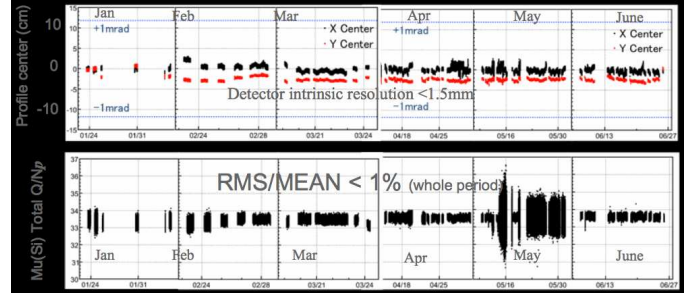 Jan
Feb
Mar
Apr
May
June
Profile center (cm)
10
0
-10
15
10
5
0
-5
-10
-15
+1mrad
−1mrad
X Center
Y Center
+1mrad
−1mrad
X Center
Y Center
Detector intrinsic resolution <1.5mm
01/24
01/31
02/24
02/28
03/21
03/24
04/18
04/25
05/16
05/30
06/13
06/27
Mu(Si) Total Q/Np
37
36
35
34
33
32
31
30
RMS/MEAN < 1% (whole period)
Jan
Feb
Mar
Apr
May
June
01/24
01/31
02/24
02/28
03/21
03/24
04/18
04/25
05/16
05/30
06/13
06/27